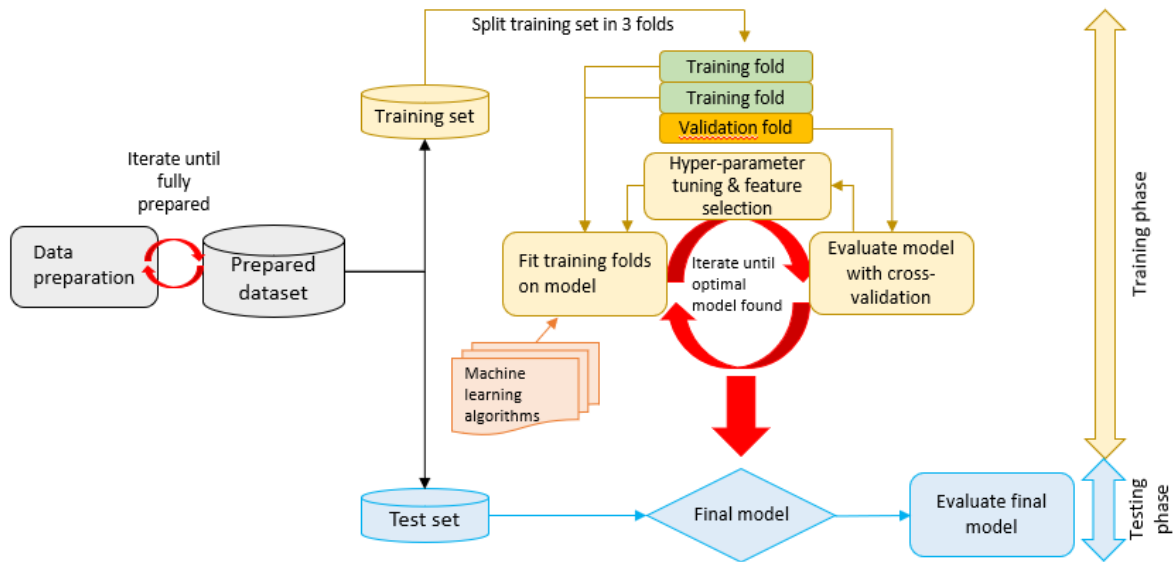 Split training set in 3 folds
Training fold
Training fold
Validation fold
Training set
Iterate until
fully
prepared
Hyper-parameter
tuning & feature
selection
Data
preparation
Prepared
dataset
Fit training folds
on model
Iterate until
optimal
model found
Evaluate model
with cross-
validation
Machine
learning
algorithms
Training phase
Test set
Final model
Evaluate final
model
Testing
phase